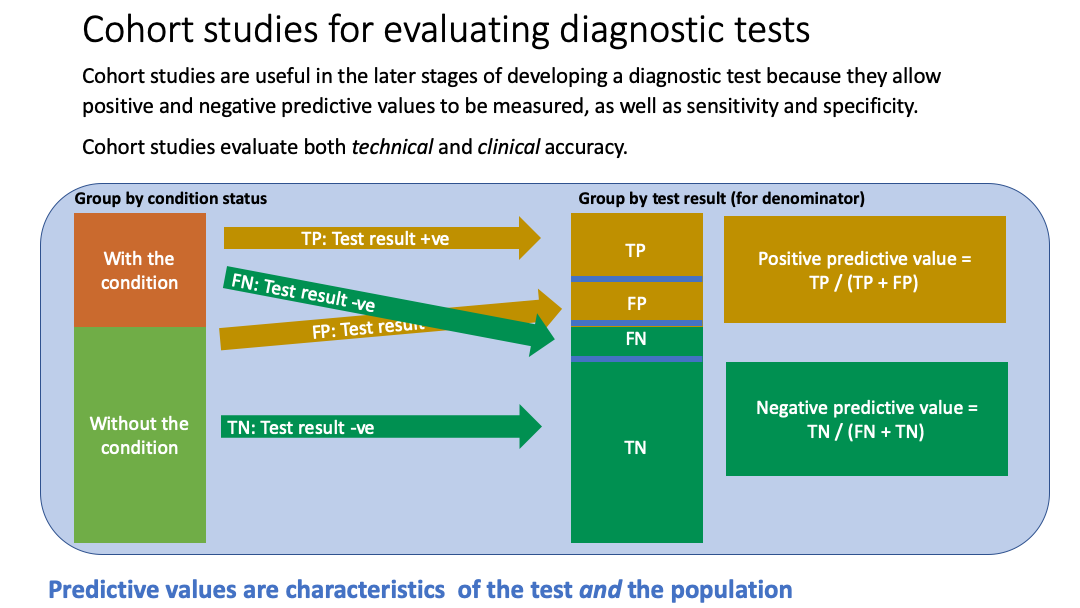 Cohort studies for evaluating diagnostic tests
Cohort studies are useful in the later stages of developing a diagnostic test because they allow
positive and negative predictive values to be measured, as well as sensitivity and specificity.
Cohort studies evaluate both technical and clinical accuracy.
Group by condition status
Group by test result (for denominator)
With the
condition
Without the
condition
TP: Test result +ve
FN: Test result -ve
FP: Test result
TN: Test result -ve
TP
FP
FN
TN
Positive predictive value =
TP / (TP + FP)
Negative predictive value =
TN / (FN + TN)
Predictive values are characteristics  of the test and the population